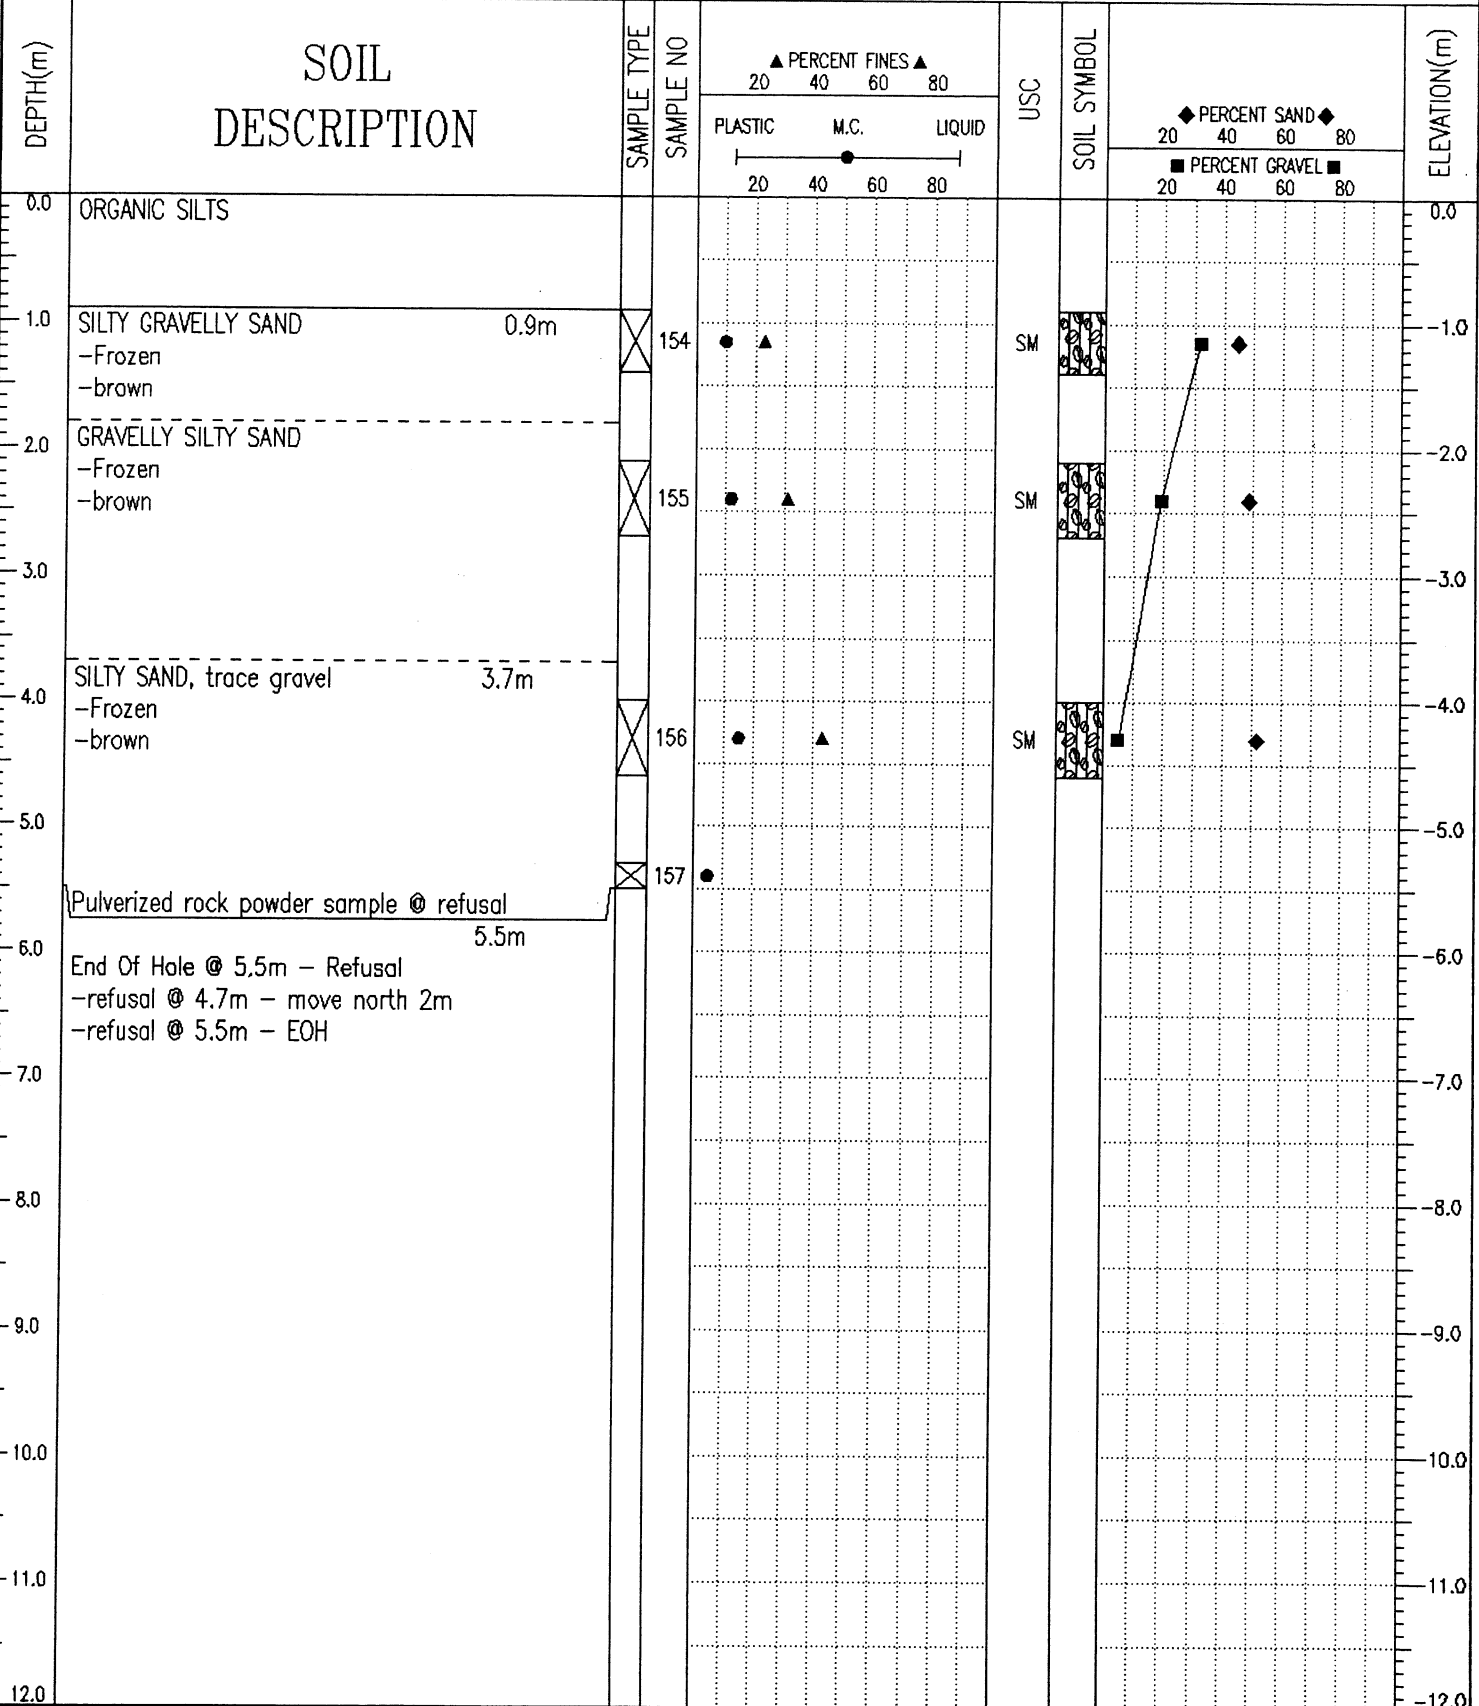 DEPTH(m)
SOIL
DESCRIPTION
SAMPLE TYPE
SAMPLE NO
▲ PERCENT FINES ▲
20 40 60 80
PLASTIC M.C. LIQUID
20 40 60 80
USC
SOIL SYMBOL
◆ PERCENT SAND ◆
20 40 60 80
■ PERCENT GRAVEL ■
20 40 60 80
ELEVATION(m)
0.0 ORGANIC SILTS 0.0
1.0 SILTY GRAVELLY SAND 0.9m -1.0
154 SM
-Frozen
-brown
2.0 GRAVELLY SILTY SAND -2.0
-Frozen
-brown 155 SM
3.0 -3.0
SILTY SAND, trace gravel 3.7m
4.0 -Frozen -4.0
-brown 156 SM
5.0 -5.0
157
Pulverized rock powder sample @ refusal
5.5m
6.0 -6.0
End Of Hole @ 5.5m - Refusal
-refusal @ 4.7m - move north 2m
-refusal @ 5.5m - EOH
7.0 -7.0
8.0 -8.0
9.0 -9.0
10.0 -10.0
11.0 -11.0
12.0 -12.0